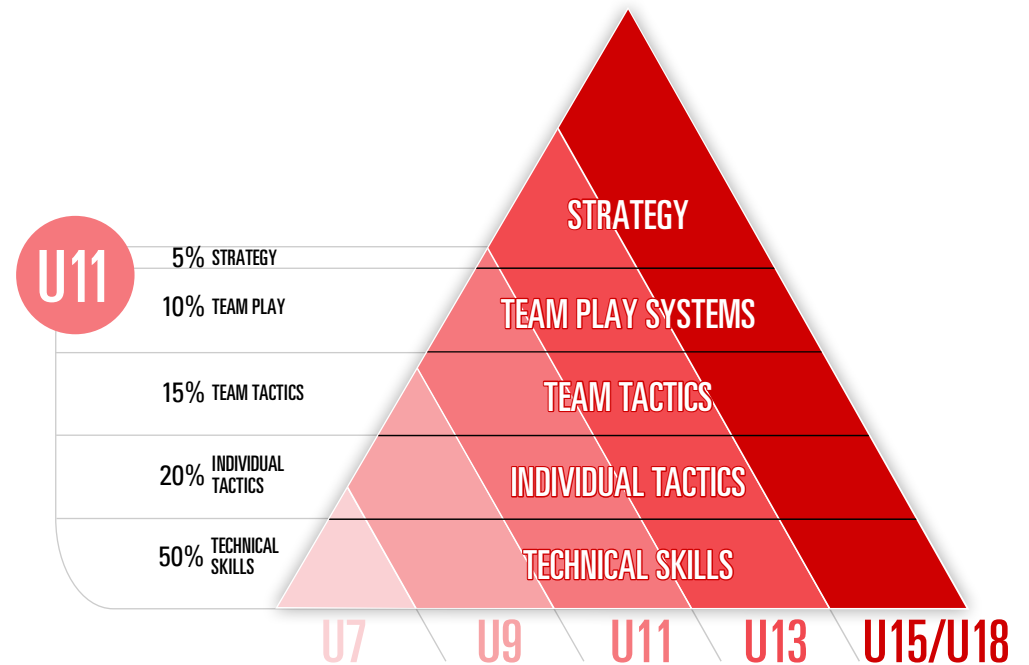 U11
5% STRATEGY
10% TEAM PLAY
15% TEAM TACTICS
20% INDIVIDUAL
TACTICS
50% TECHNICAL
SKILLS
STRATEGY
TEAM PLAY SYSTEMS
TEAM TACTICS
INDIVIDUAL TACTICS
TECHNICAL SKILLS
U7 U9 U11 U13 U15/U18